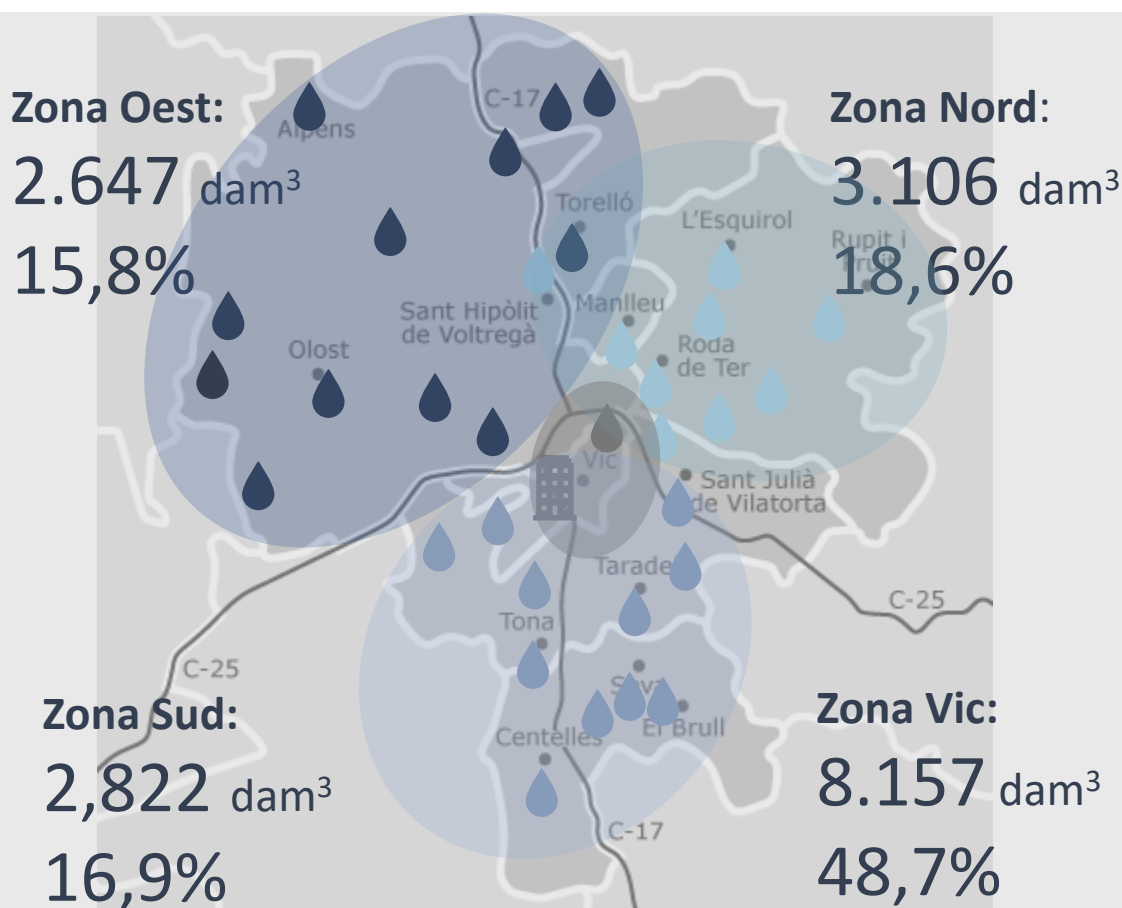 Zona Oest:
2.647 dam³
15,8%
Zona Nord:
3.106 dam³
18,6%
Alpens
C-17
Torelló
L'Esquirol
Rupit i
Pruit
Sant Hipòlit
de Voltregà
Manlleu
Olost
Roda
de Ter
Vic
Sant Julià
de Vilatorta
C-25
Tona
C-25
El Brull
Centelles
C-17
Zona Sud:
2,822 dam³
16,9%
Zona Vic:
8.157 dam³
48,7%